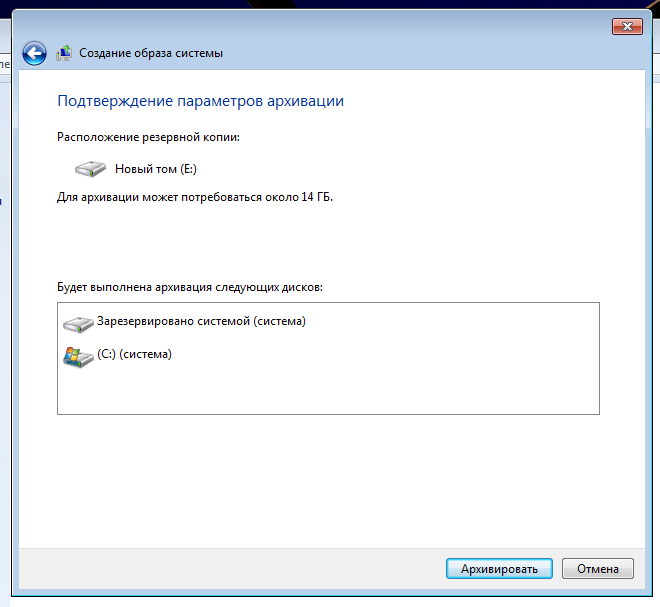 Создание образа системы
Подтверждение параметров архивации
Расположение резервной копии:
Новый том (E:)
Для архивации может потребоваться около 14 ГБ.
Будет выполнена архивация следующих дисков:
Зарезервировано системой (система)
(C:) (система)
Архивировать
Отмена